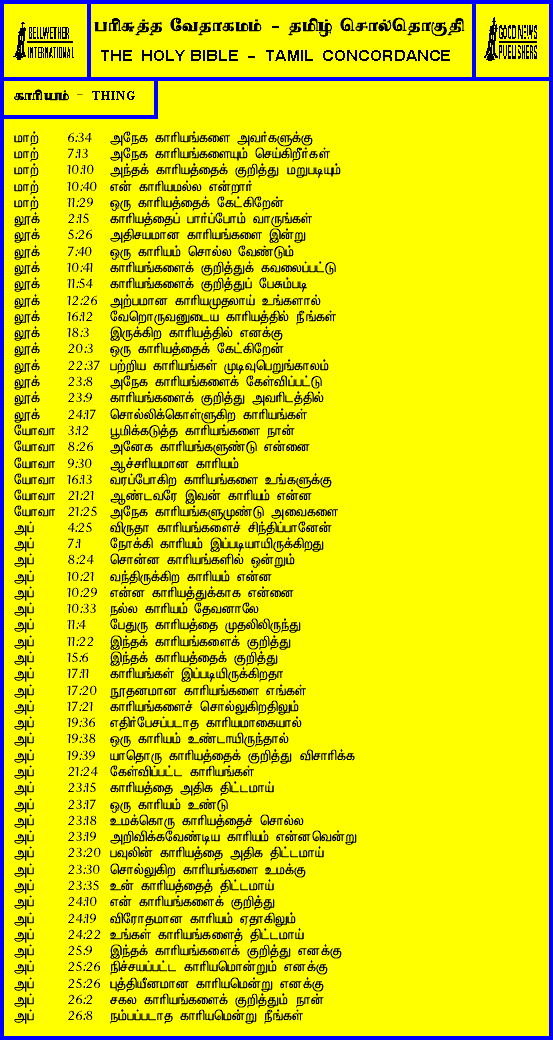 BELLWETHER INTERNATIONAL
பரிசுத்த வேதாகமம் - தமிழ் சொல்தொகுதி
THE HOLY BIBLE - TAMIL CONCORDANCE
GOOD NEWS PUBLISHERS
காரியம் - THING
மாற் 6:34 அநேக காரியங்களை அவர்களுக்கு
மாற் 7:13 அநேக காரியங்களையும் செய்கிறீர்கள்
மாற் 10:10 அந்தக் காரியத்தைக் குறித்து மறுபடியும்
மாற் 10:40 என் காரியமல்ல என்றார்
மாற் 11:29 ஒரு காரியத்தைக் கேட்கிறேன்
லூக் 2:15 காரியத்தைப் பார்ப்போம் வாருங்கள்
லூக் 5:26 அதிசயமான காரியங்களை இன்று
லூக் 7:40 ஒரு காரியம் சொல்ல வேண்டும்
லூக் 10:41 காரியங்களைக் குறித்துக் கவலைப்பட்டு
லூக் 11:54 காரியங்களைக் குறித்துப் பேசும்படி
லூக் 12:26 அற்பமான காரியமுதலாய் உங்களால்
லூக் 16:12 வேறொருவனுடைய காரியத்தில் நீங்கள்
லூக் 18:3 இருக்கிற காரியத்தில் எனக்கு
லூக் 20:3 ஒரு காரியத்தைக் கேட்கிறேன்
லூக் 22:37 பற்றிய காரியங்கள் முடிவுபெறுங்காலம்
லூக் 23:8 அநேக காரியங்களைக் கேள்விப்பட்டு
லூக் 23:9 காரியங்களைக் குறித்து அவரிடத்தில்
லூக் 24:17 சொல்லிக்கொள்ளுகிற காரியங்கள்
யோவா 3:12 பூமிக்கடுத்த காரியங்களை நான்
யோவா 8:26 அனேக காரியங்களுண்டு என்னை
யோவா 9:30 ஆச்சரியமான காரியம்
யோவா 16:13 வரப்போகிற காரியங்களை உங்களுக்கு
யோவா 21:21 ஆண்டவரே இவன் காரியம் என்ன
யோவா 21:25 அநேக காரியங்களுமுண்டு அவைகளை
அப் 4:25 விருதா காரியங்களைச் சிந்திப்பானேன்
அப் 7:1 நோக்கி காரியம் இப்படியாயிருக்கிறது
அப் 8:24 சொன்ன காரியங்களில் ஒன்றும்
அப் 10:21 வந்திருக்கிற காரியம் என்ன
அப் 10:29 என்ன காரியத்துக்காக என்னை
அப் 10:33 நல்ல காரியம் தேவனாலே
அப் 11:4 பேதுரு காரியத்தை முதலிலிருந்து
அப் 11:22 இந்தக் காரியங்களைக் குறித்து
அப் 15:6 இந்தக் காரியத்தைக் குறித்து
அப் 17:11 காரியங்கள் இப்படியிருக்கிறதா
அப் 17:20 நூதனமான காரியங்களை எங்கள்
அப் 17:21 காரியங்களைச் சொல்லுகிறதிலும்
அப் 19:36 எதிர்பேசப்படாத காரியமாகையால்
அப் 19:38 ஒரு காரியம் உண்டாயிருந்தால்
அப் 19:39 யாதொரு காரியத்தைக் குறித்து விசாரிக்க
அப் 21:24 கேள்விப்பட்ட காரியங்கள்
அப் 23:15 காரியத்தை அதிக திட்டமாய்
அப் 23:17 ஒரு காரியம் உண்டு
அப் 23:18 உமக்கொரு காரியத்தைச் சொல்ல
அப் 23:19 அறிவிக்கவேண்டிய காரியம் என்னவென்று
அப் 23:20 பவுலின் காரியத்தை அதிக திட்டமாய்
அப் 23:30 சொல்லுகிற காரியங்களை உமக்கு
அப் 23:35 உன் காரியத்தைத் திட்டமாய்
அப் 24:10 என் காரியங்களைக் குறித்து
அப் 24:19 விரோதமான காரியம் ஏதாகிலும்
அப் 24:22 உங்கள் காரியங்களைத் திட்டமாய்
அப் 25:9 இந்தக் காரியங்களைக் குறித்து எனக்கு
அப் 25:26 நிச்சயப்பட்ட காரியமொன்றும் எனக்கு
அப் 25:26 புத்தியீனமான காரியமென்று எனக்கு
அப் 26:2 சகல காரியங்களைக் குறித்தும் நான்
அப் 26:8 நம்பப்படாத காரியமென்று நீங்கள்